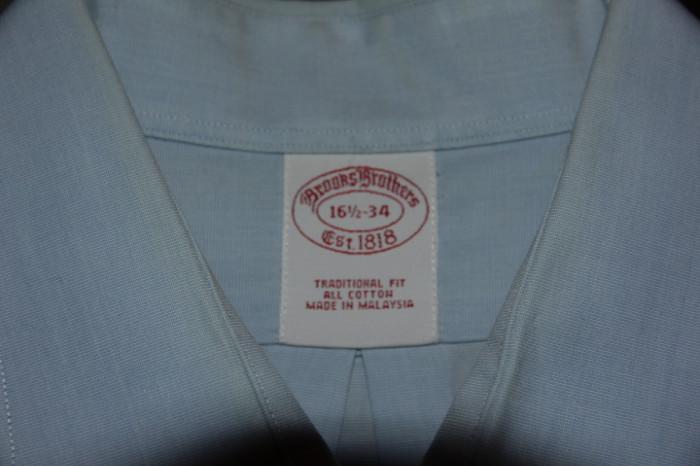 Brooks Brothers
16½-34
Est. 1818
TRADITIONAL FIT
ALL COTTON
MADE IN MALAYSIA